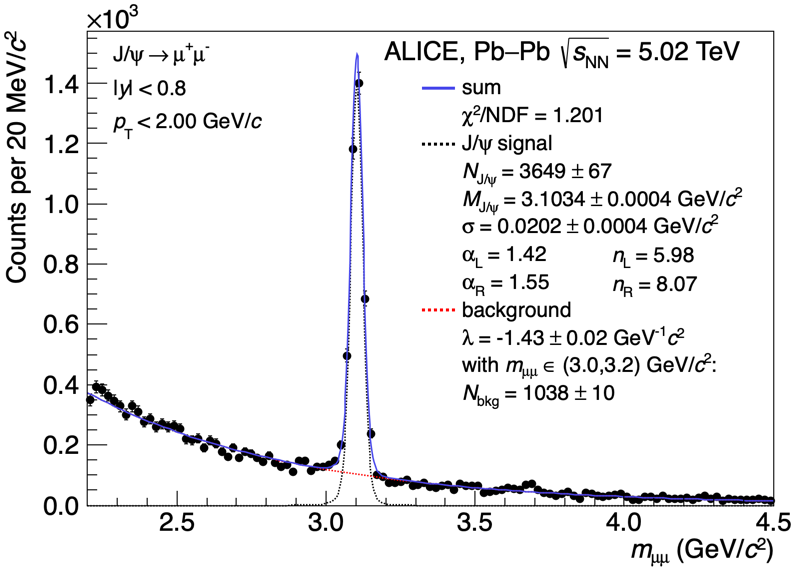 ×10³
J/ψ → μ⁺μ⁻
|y| < 0.8
p_T < 2.00 GeV/c
ALICE, Pb–Pb √s_NN = 5.02 TeV
sum
χ²/NDF = 1.201
J/ψ signal
N_J/ψ = 3649 ± 67
M_J/ψ = 3.1034 ± 0.0004 GeV/c²
σ = 0.0202 ± 0.0004 GeV/c²
α_L = 1.42 n_L = 5.98
α_R = 1.55 n_R = 8.07
background
λ = -1.43 ± 0.02 GeV⁻¹c²
with m_μμ ∈ (3.0,3.2) GeV/c²:
N_bkg = 1038 ± 10
Counts per 20 MeV/c²
1.4
1.2
1.0
0.8
0.6
0.4
0.2
0.0
2.5 3.0 3.5 4.0 4.5
m_μμ (GeV/c²)